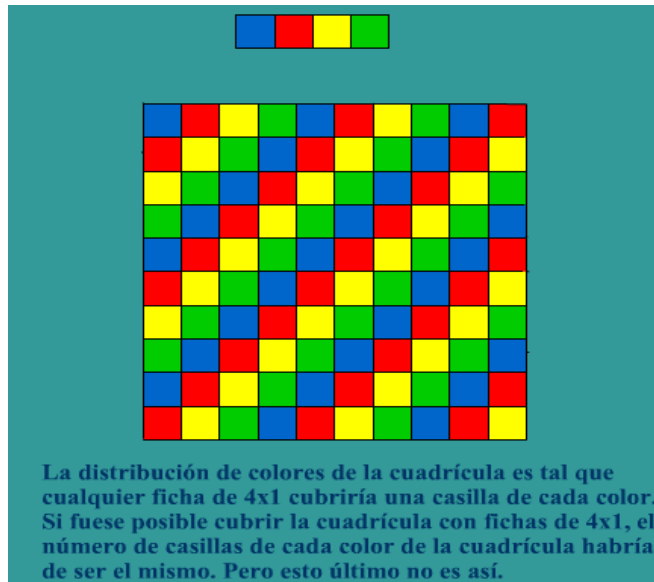 La distribución de colores de la cuadrícula es tal que
cualquier ficha de 4x1 cubriría una casilla de cada color.
Si fuese posible cubrir la cuadrícula con fichas de 4x1, el
número de casillas de cada color de la cuadrícula habría
de ser el mismo. Pero esto último no es así.